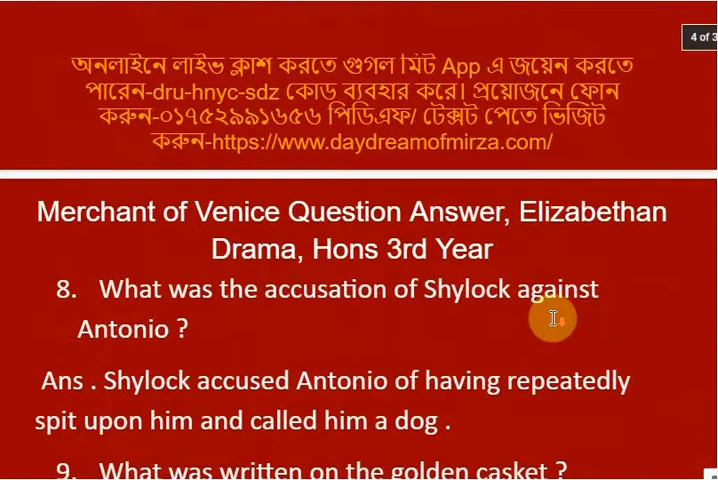 4 of 3
অনলাইনে লাইভ ক্লাশ করতে গুগল মিট App এ জয়েন করতে
পারেন-dru-hnyc-sdz কোড ব্যবহার করে। প্রয়োজনে ফোন
করুন-০১৭৫২৯৯১৬৫৬ পিডিএফ/ টেক্সট পেতে ভিজিট
করুন-https://www.daydreamofmirza.com/
Merchant of Venice Question Answer, Elizabethan
Drama, Hons 3rd Year
8. What was the accusation of Shylock against
Antonio ?
Ans . Shylock accused Antonio of having repeatedly
spit upon him and called him a dog .
9. What was written on the golden casket ?